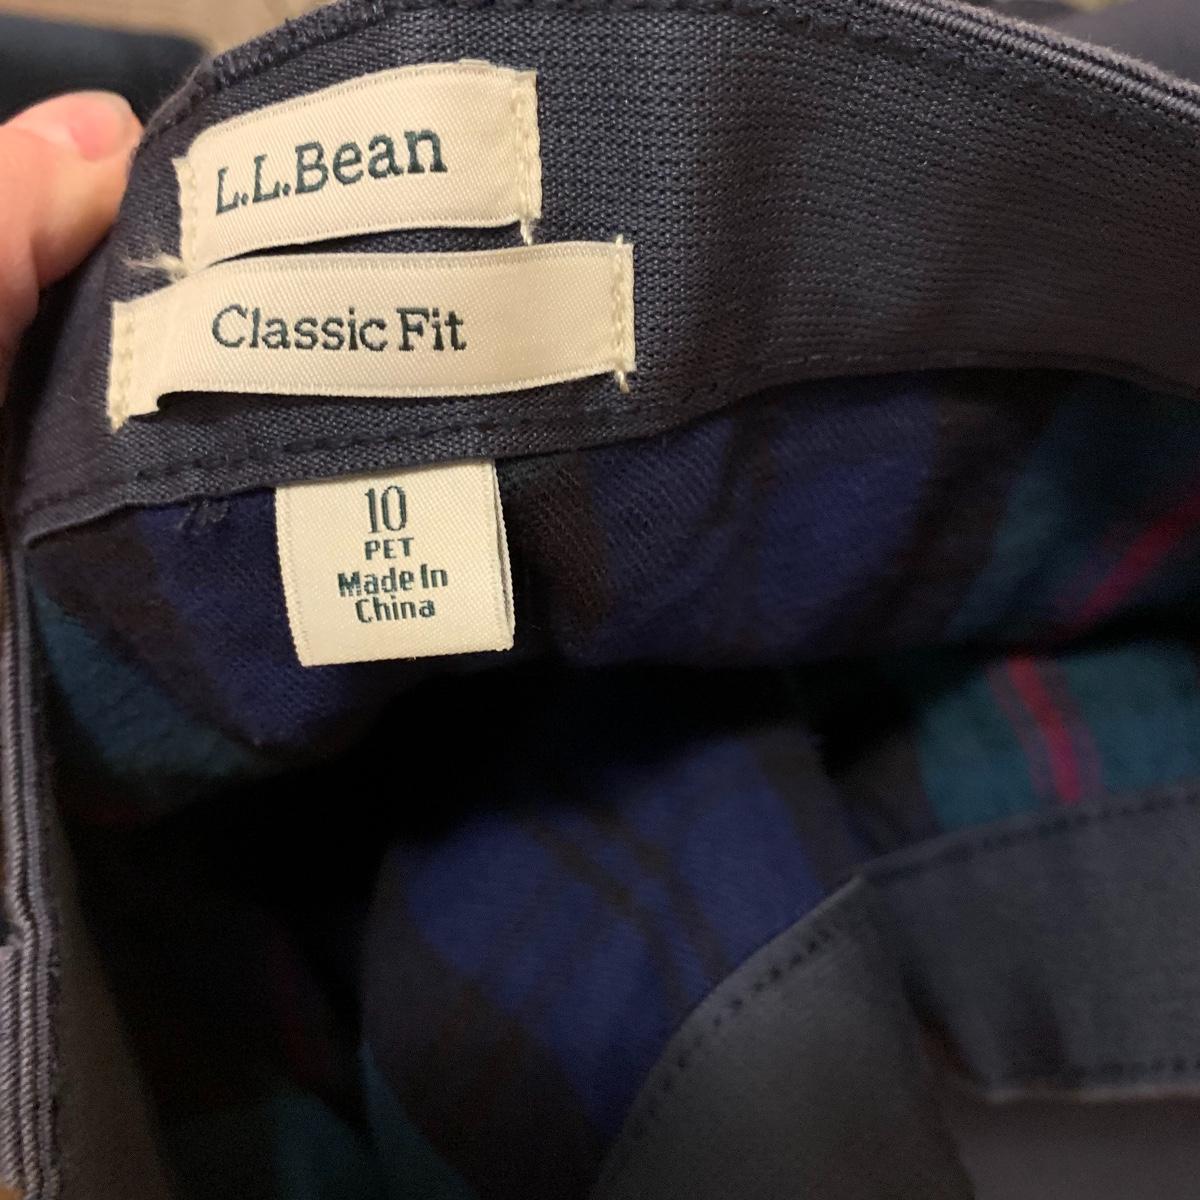 L.L.Bean
Classic Fit
10
PET
Made In
China